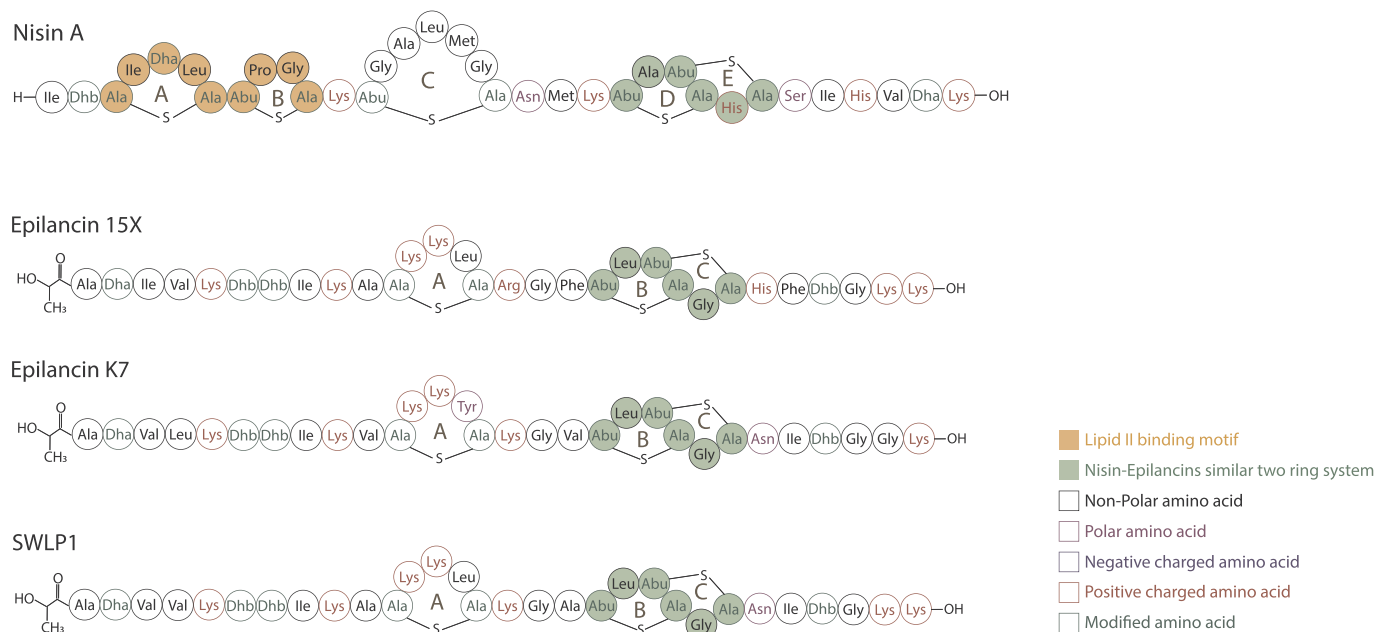 Nisin A
H Ile Dhb Ala Ile Dha Leu Ala Abu Pro Gly Ala Lys Abu Gly Ala Leu Met Gly Ala Asn Met Lys Abu Ala Abu Ala His Ala Ser Ile His Val Dha Lys OH
A S B S C S D S E S
Epilancin 15X
HO O CH₃ Ala Dha Ile Val Lys Dhb Dhb Ile Lys Ala Ala Lys Lys Leu Ala Arg Gly Phe Abu Leu Abu Ala Gly Ala His Phe Dhb Gly Lys Lys OH
A S B S C S
Epilancin K7
HO O CH₃ Ala Dha Val Leu Lys Dhb Dhb Ile Lys Val Ala Lys Lys Tyr Ala Lys Gly Val Abu Leu Abu Ala Gly Ala Asn Ile Dhb Gly Gly Lys OH
A S B S C S
SWLP1
HO O CH₃ Ala Dha Val Val Lys Dhb Dhb Ile Lys Ala Ala Lys Lys Leu Ala Lys Gly Ala Abu Leu Abu Ala Gly Ala Asn Ile Dhb Gly Lys Lys OH
A S B S C S
Lipid II binding motif
Nisin-Epilancins similar two ring system
Non-Polar amino acid
Polar amino acid
Negative charged amino acid
Positive charged amino acid
Modified amino acid